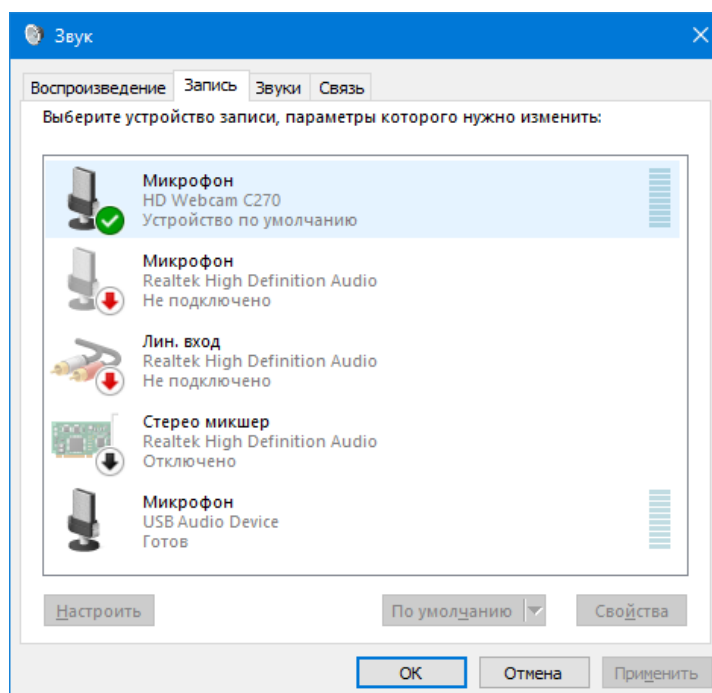 Звук
Воспроизведение Запись Звуки Связь
Выберите устройство записи, параметры которого нужно изменить:
Микрофон
HD Webcam C270
Устройство по умолчанию
Микрофон
Realtek High Definition Audio
Не подключено
Лин. вход
Realtek High Definition Audio
Не подключено
Стерео микшер
Realtek High Definition Audio
Отключено
Микрофон
USB Audio Device
Готов
Настроить По умолчанию Свойства
ОК Отмена Применить